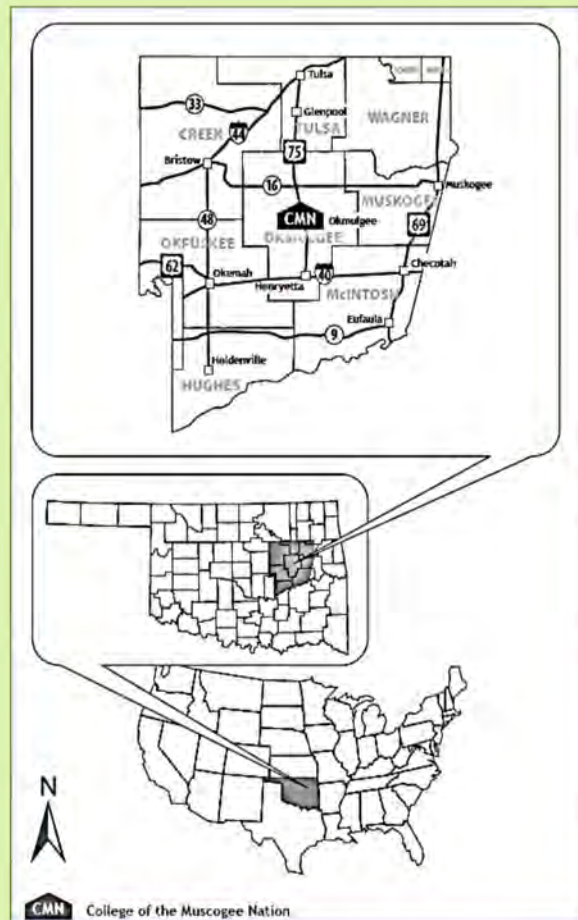 Tulsa
33
Glenpool
WAGNER
CREEK
44
TULSA
75
Bristow
16
Muskogee
MUSKOGEE
48
CMN
Okmulgee
69
OKFUSKEE
OKMULGEE
62
Okemah
Henryetta
40
Checotah
McINTOSH
Eufaula
9
Holdenville
HUGHES
N
CMN College of the Muscogee Nation